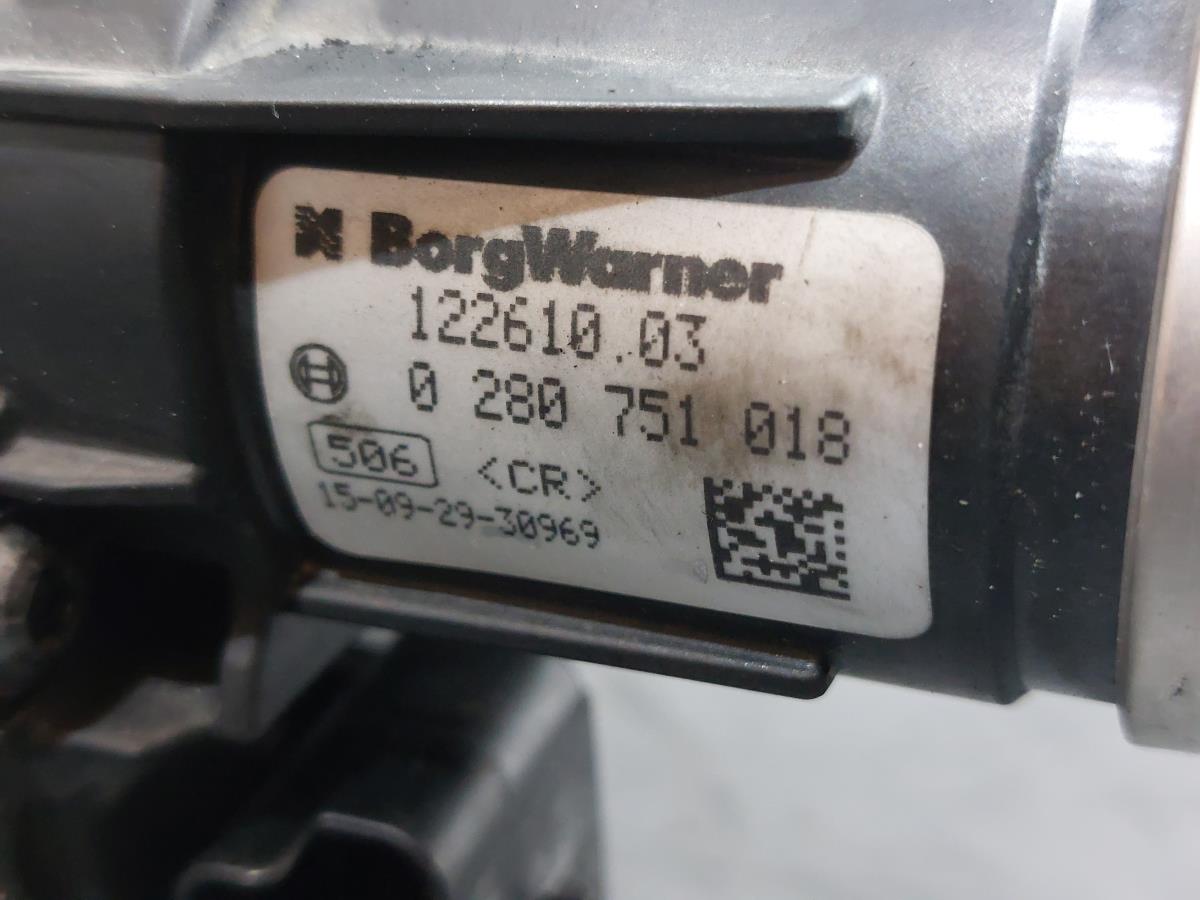 BorgWarner
122610.03
0 280 751 018
506 <CR>
15-09-29-30969